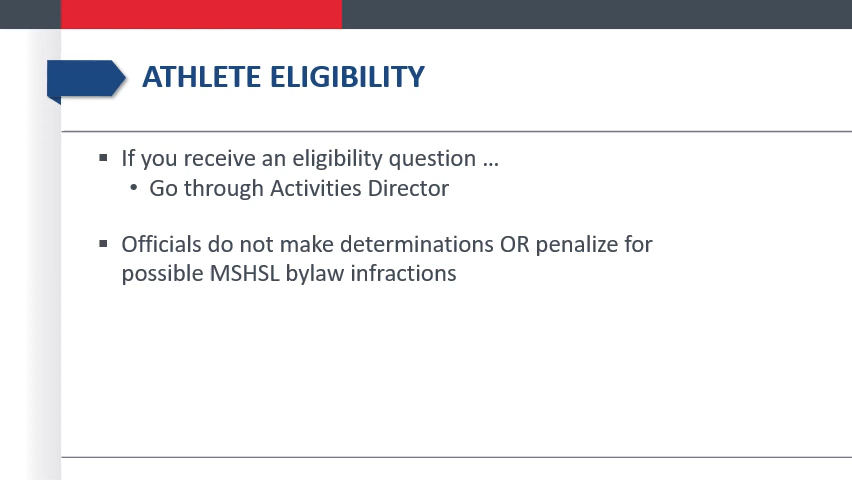 ATHLETE ELIGIBILITY
▪ If you receive an eligibility question ...
• Go through Activities Director
▪ Officials do not make determinations OR penalize for
possible MSHSL bylaw infractions